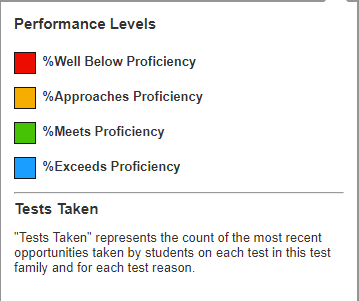 Performance Levels
%Well Below Proficiency
%Approaches Proficiency
%Meets Proficiency
%Exceeds Proficiency
Tests Taken
"Tests Taken" represents the count of the most recent
opportunities taken by students on each test in this test
family and for each test reason.